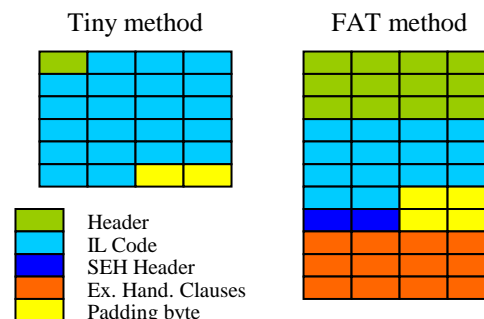 Tiny method
FAT method
Header
IL Code
SEH Header
Ex. Hand. Clauses
Padding byte